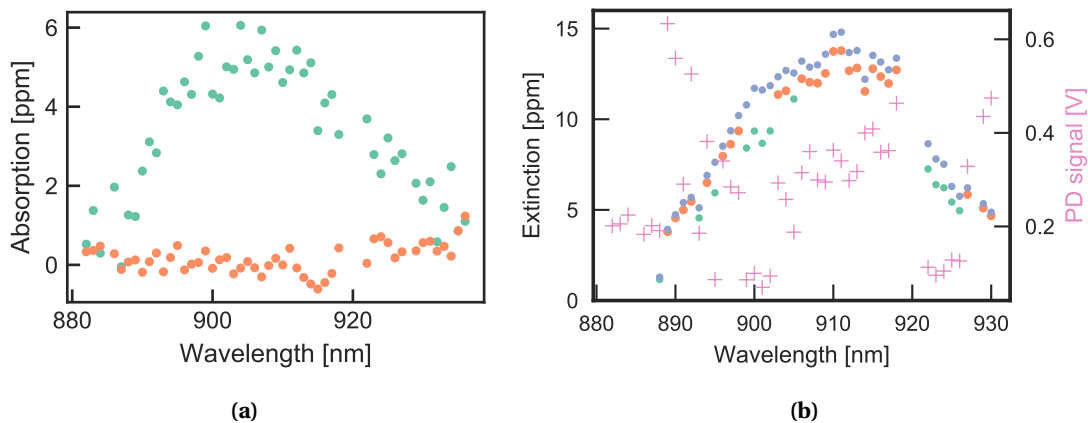 6
4
2
0
Absorption [ppm]
880
900
920
Wavelength [nm]
(a)
15
10
5
0
Extinction [ppm]
0.6
0.4
0.2
PD signal [V]
880
890
900
910
920
930
Wavelength [nm]
(b)